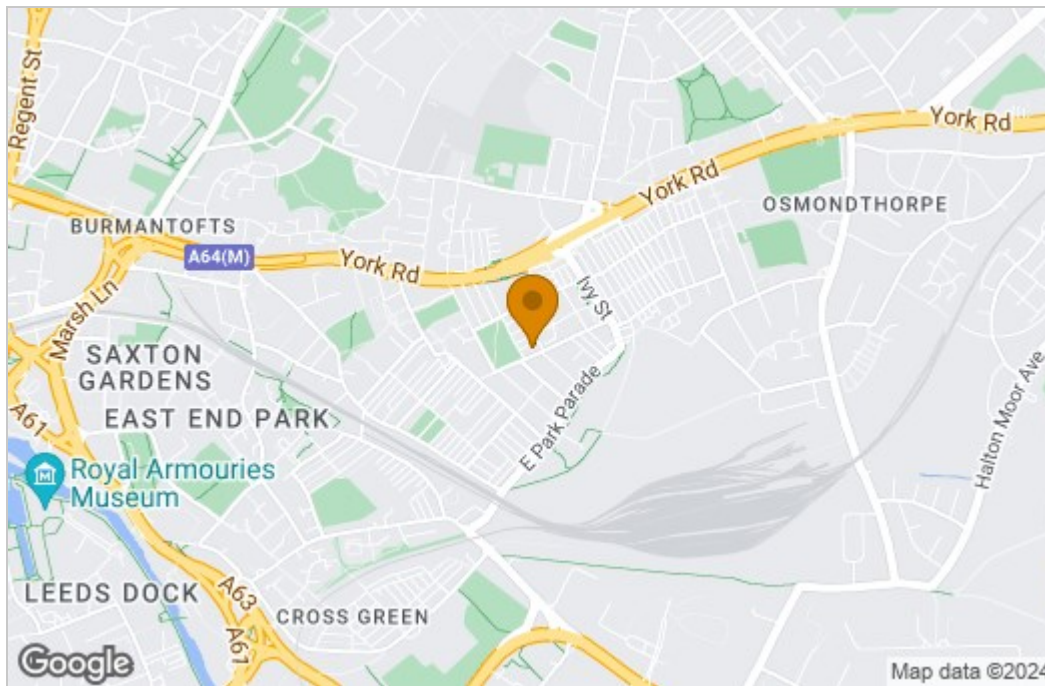 Regent St
York Rd
York Rd
OSMONDTHORPE
BURMANTOFTS
A64(M)
York Rd
Ivy St
Marsh Ln
SAXTON
GARDENS
A61
EAST END PARK
E Park Parade
Halton Moor Ave
Royal Armouries
Museum
LEEDS DOCK
A63
CROSS GREEN
A61
Google
Map data ©2024